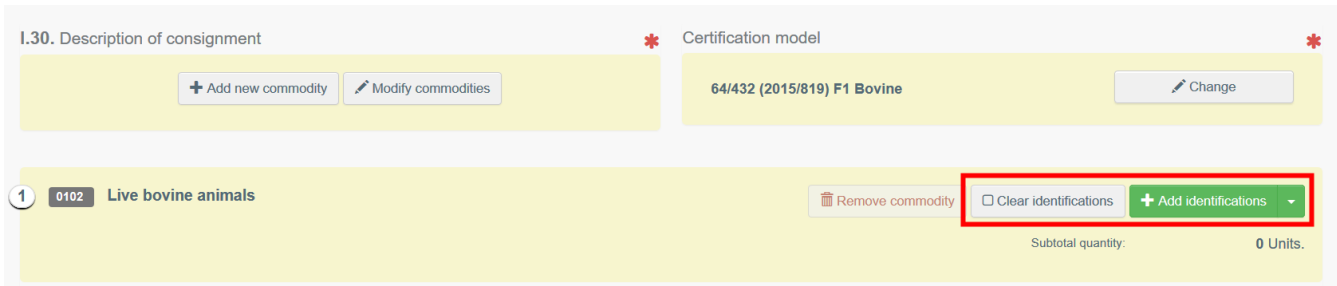 I.30. Description of consignment *
Certification model *
Add new commodity
Modify commodities
64/432 (2015/819) F1 Bovine
Change
1
0102
Live bovine animals
Remove commodity
Clear identifications
Add identifications
Subtotal quantity:
0 Units.